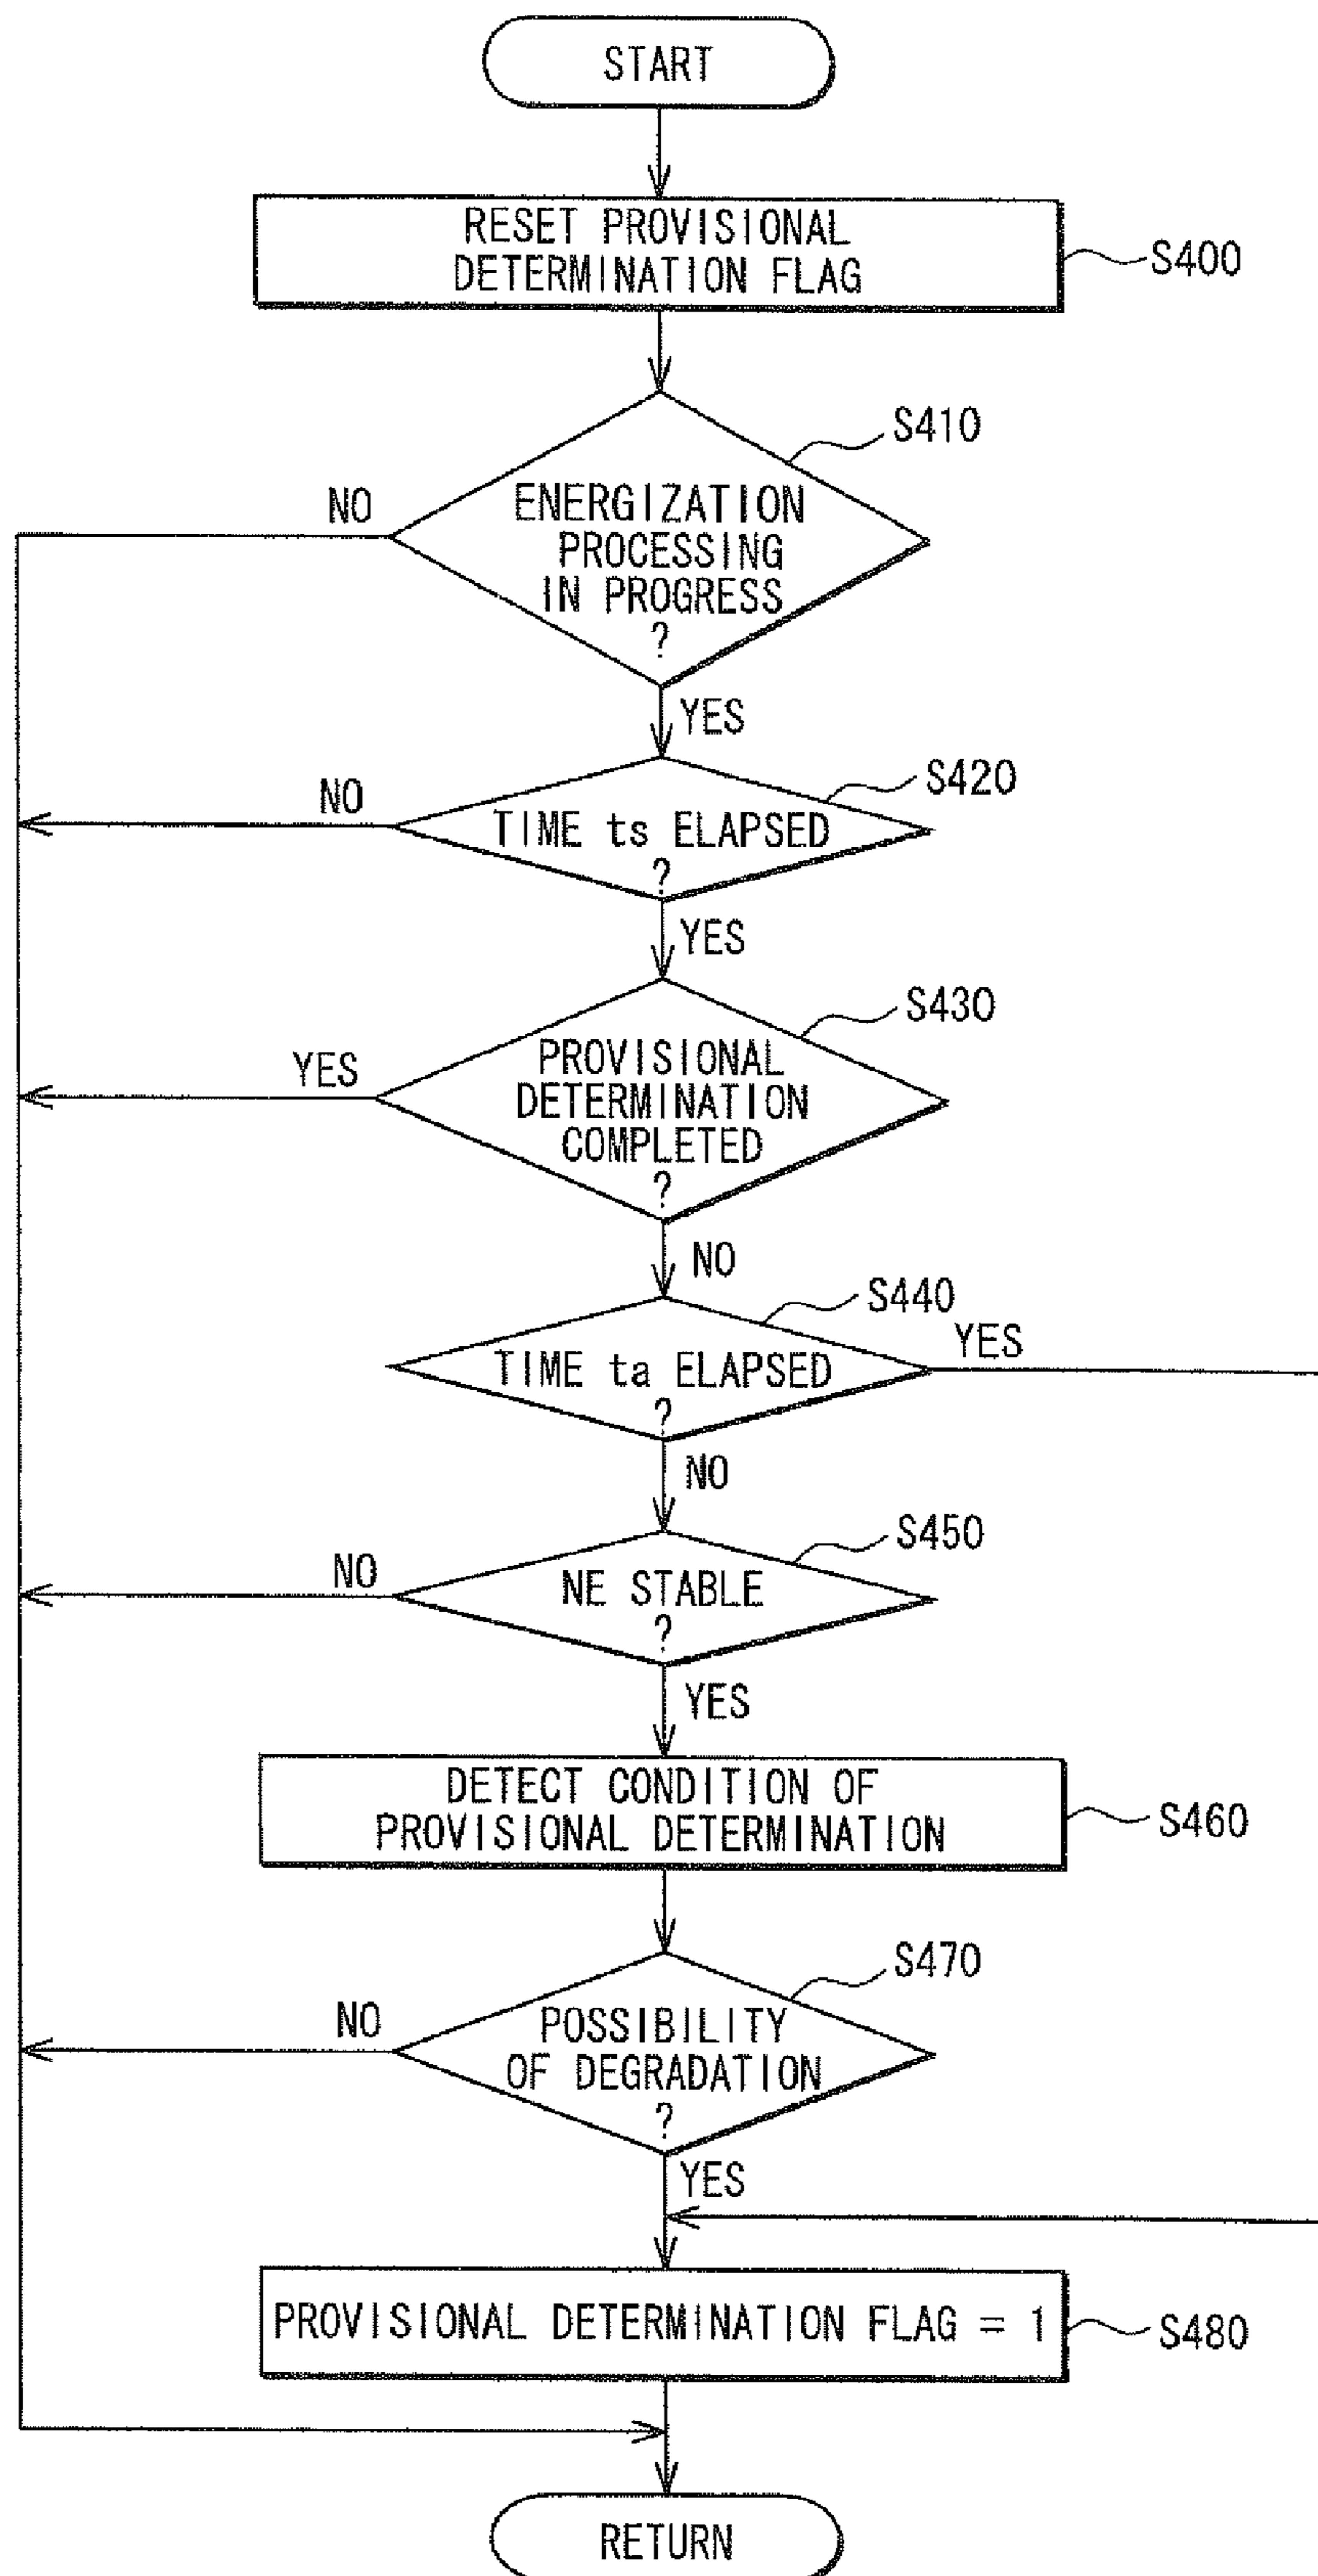 START
RESET PROVISIONAL
DETERMINATION FLAG
S400
S410
NO
ENERGIZATION
PROCESSING
IN PROGRESS
?
YES
S420
NO
TIME ts ELAPSED
?
YES
S430
YES
PROVISIONAL
DETERMINATION
COMPLETED
?
NO
S440
YES
TIME ta ELAPSED
?
NO
S450
NO
NE STABLE
?
YES
DETECT CONDITION OF
PROVISIONAL DETERMINATION
S460
S470
NO
POSSIBILITY
OF DEGRADATION
?
YES
PROVISIONAL DETERMINATION FLAG = 1
S480
RETURN